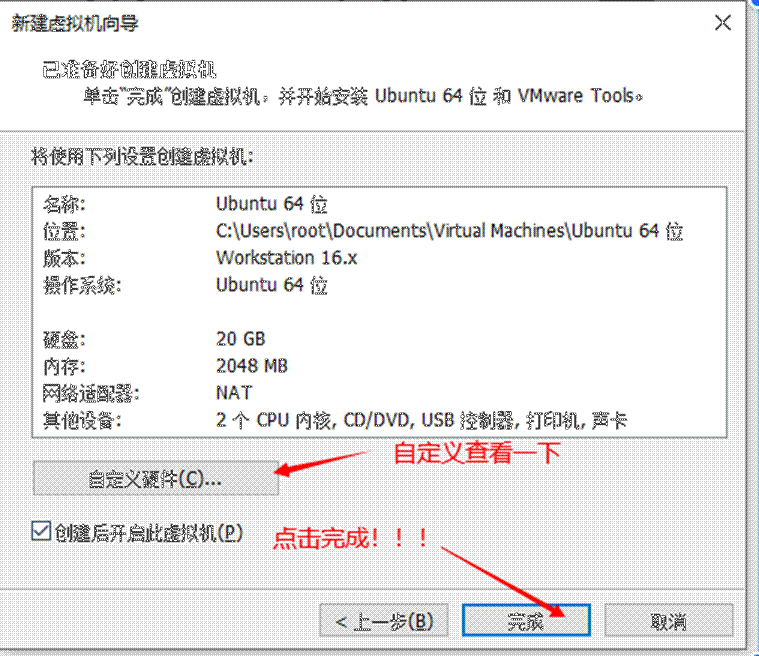 新建虚拟机向导
已准备好创建虚拟机
单击“完成”创建虚拟机，并开始安装 Ubuntu 64 位 和 VMware Tools。
将使用下列设置创建虚拟机:
名称: Ubuntu 64 位
位置: C:\Users\root\Documents\Virtual Machines\Ubuntu 64 位
版本: Workstation 16.x
操作系统: Ubuntu 64 位
硬盘: 20 GB
内存: 2048 MB
网络适配器: NAT
其他设备: 2 个 CPU 内核, CD/DVD, USB 控制器, 打印机, 声卡
自定义查看一下
自定义硬件(C)...
创建后开启此虚拟机(P)
点击完成！！！
< 上一步(B)
完成
取消